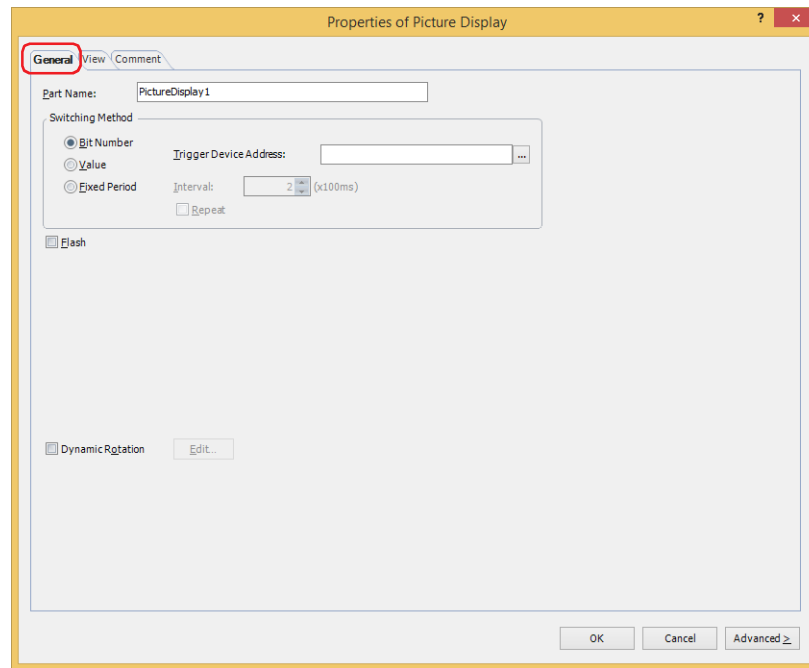 Properties of Picture Display
?
×
General View Comment
Part Name: PictureDisplay1
Switching Method
Bit Number
Trigger Device Address: ...
Value
Fixed Period Interval: 2 (x100ms)
Repeat
Flash
Dynamic Rotation Edit...
OK Cancel Advanced >